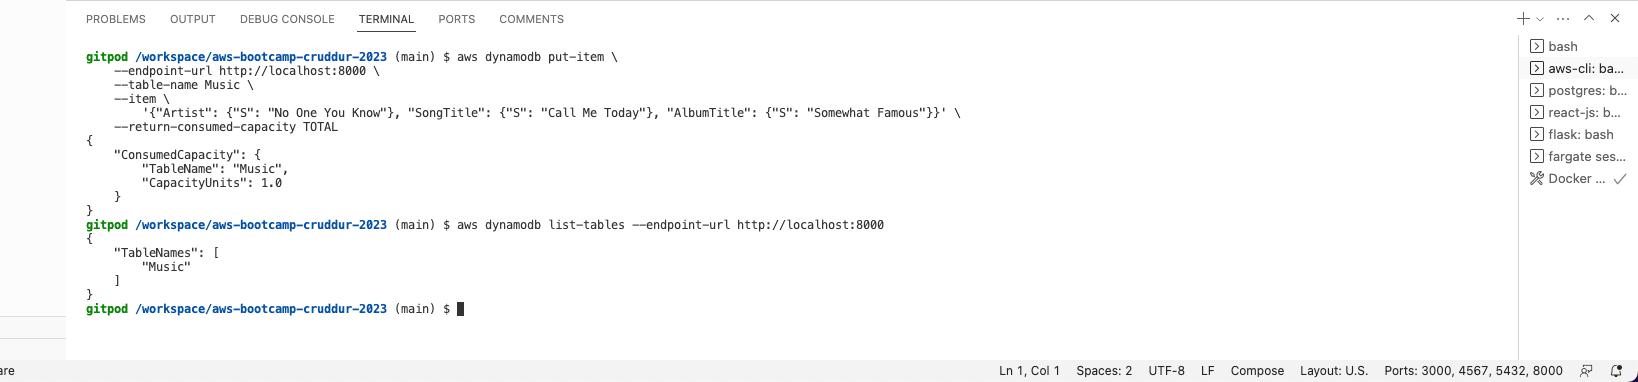 PROBLEMS OUTPUT DEBUG CONSOLE TERMINAL PORTS COMMENTS
gitpod /workspace/aws-bootcamp-cruddur-2023 (main) $ aws dynamodb put-item \
    --endpoint-url http://localhost:8000 \
    --table-name Music \
    --item \
        '{"Artist": {"S": "No One You Know"}, "SongTitle": {"S": "Call Me Today"}, "AlbumTitle": {"S": "Somewhat Famous"}}' \
    --return-consumed-capacity TOTAL
{
    "ConsumedCapacity": {
        "TableName": "Music",
        "CapacityUnits": 1.0
    }
}
gitpod /workspace/aws-bootcamp-cruddur-2023 (main) $ aws dynamodb list-tables --endpoint-url http://localhost:8000
{
    "TableNames": [
        "Music"
    ]
}
gitpod /workspace/aws-bootcamp-cruddur-2023 (main) $
bash
aws-cli: ba...
postgres: b...
react-js: b...
flask: bash
fargate ses...
Docker ...
are Ln 1, Col 1 Spaces: 2 UTF-8 LF Compose Layout: U.S. Ports: 3000, 4567, 5432, 8000